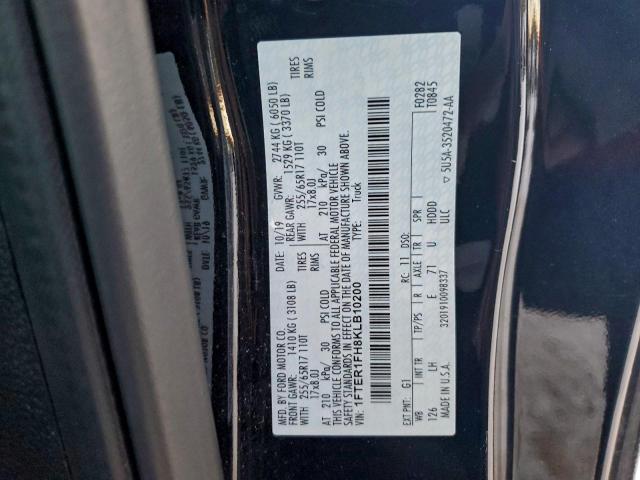 MFD. BY FORD MOTOR CO.
DATE: 10/19 GVWR: 2744 KG ( 6050 LB)
FRONT GAWR: 1410 KG ( 3108 LB) REAR GAWR: 1529 KG ( 3370 LB)
WITH TIRES WITH TIRES
255/65R17 110T 255/65R17 110T
17x8.0J RIMS 17x8.0J RIMS
AT 210 kPa/ 30 PSI COLD AT 210 kPa/ 30 PSI COLD
THIS VEHICLE CONFORMS TO ALL APPLICABLE FEDERAL MOTOR VEHICLE
SAFETY STANDARDS IN EFFECT ON THE DATE OF MANUFACTURE SHOWN ABOVE.
VIN: 1FTER1FH8KLB10200
TYPE: Truck
F0282
T0845
EXT PNT: G1 RC: 11 DSO:
WB INT TR TP/PS R AXLE TR SPR
126 LH E 71 U HDDD
ULC
MADE IN U.S.A. 3201910098337 ▽ 5U5A-3520472-AA